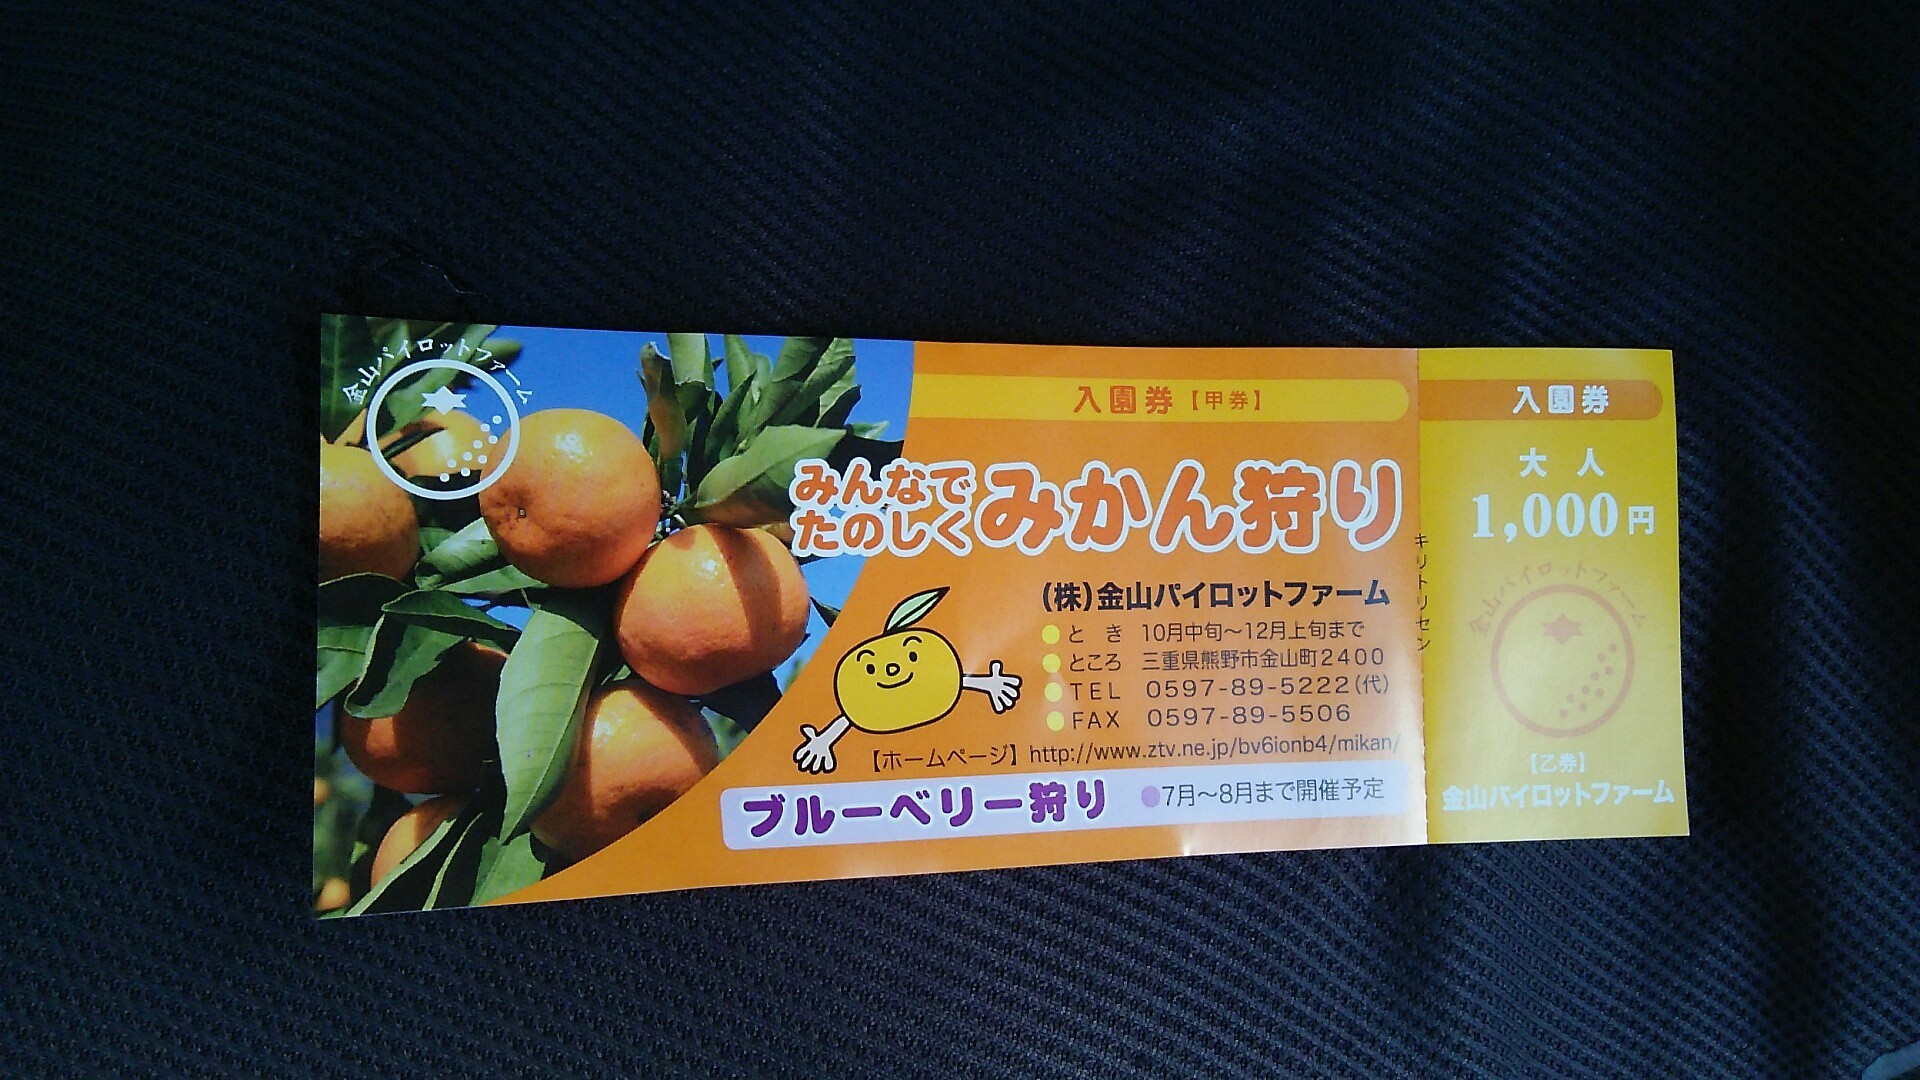 金山パイロットファーム
入園券【甲券】
みんなで
たのしく
みかん狩り
(株)金山パイロットファーム
とき 10月中旬〜12月上旬まで
ところ 三重県熊野市金山町2400
TEL 0597-89-5222(代)
FAX 0597-89-5506
【ホームページ】http://www.ztv.ne.jp/bv6ionb4/mikan/
ブルーベリー狩り ●7月〜8月まで開催予定
キリトリセン
入園券
大人
1,000円
金山パイロットファーム
【乙券】
金山パイロットファーム